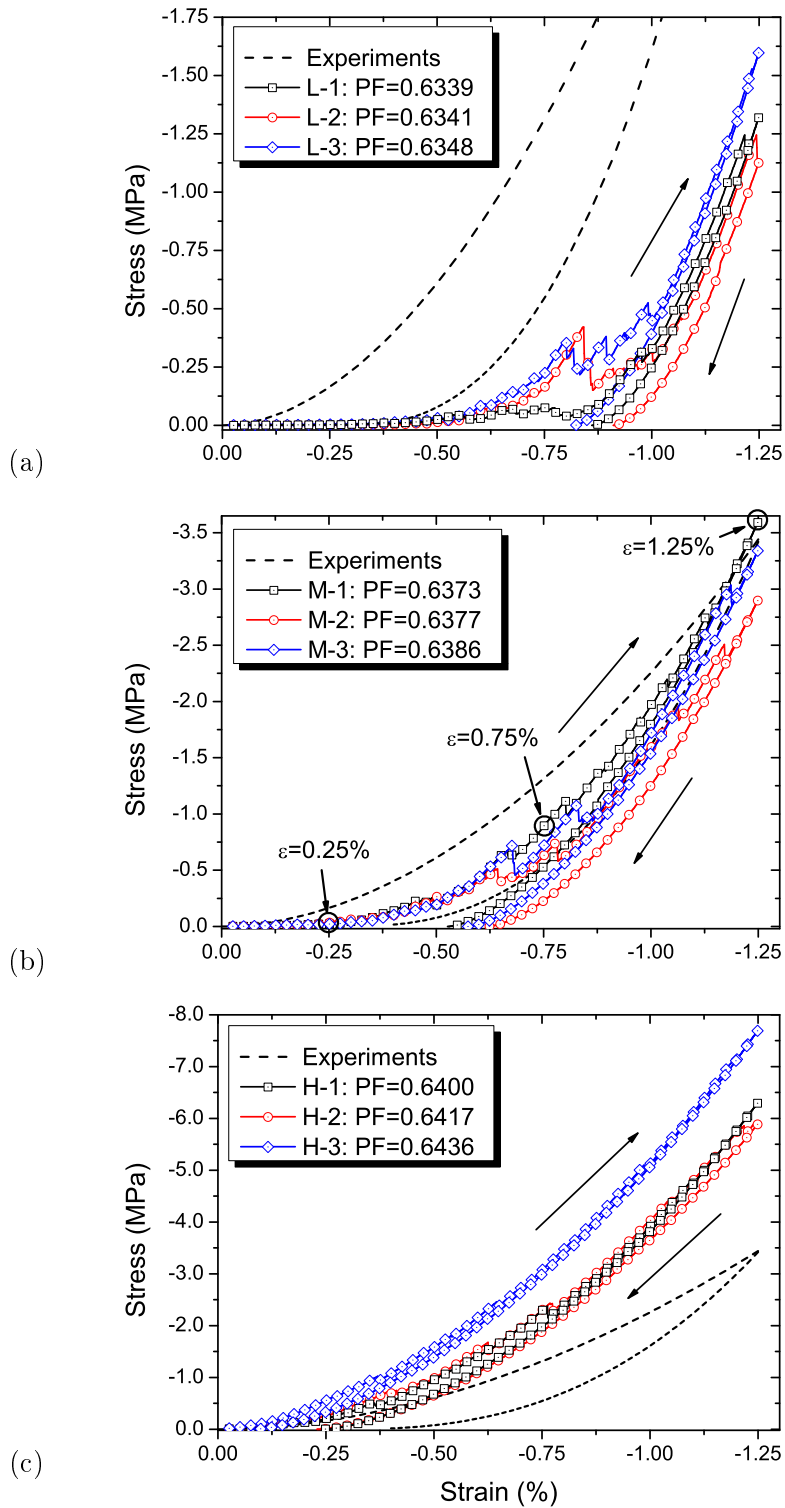 -1.75
-1.50
-1.25
-1.00
-0.75
-0.50
-0.25
0.00
Stress (MPa)
Experiments
L-1: PF=0.6339
L-2: PF=0.6341
L-3: PF=0.6348
0.00 -0.25 -0.50 -0.75 -1.00 -1.25
(a)
-3.5
-3.0
-2.5
-2.0
-1.5
-1.0
-0.5
0.0
Stress (MPa)
Experiments
M-1: PF=0.6373
M-2: PF=0.6377
M-3: PF=0.6386
ε=1.25%
ε=0.75%
ε=0.25%
0.00 -0.25 -0.50 -0.75 -1.00 -1.25
(b)
-8.0
-7.0
-6.0
-5.0
-4.0
-3.0
-2.0
-1.0
0.0
Stress (MPa)
Experiments
H-1: PF=0.6400
H-2: PF=0.6417
H-3: PF=0.6436
0.00 -0.25 -0.50 -0.75 -1.00 -1.25
(c)
Strain (%)